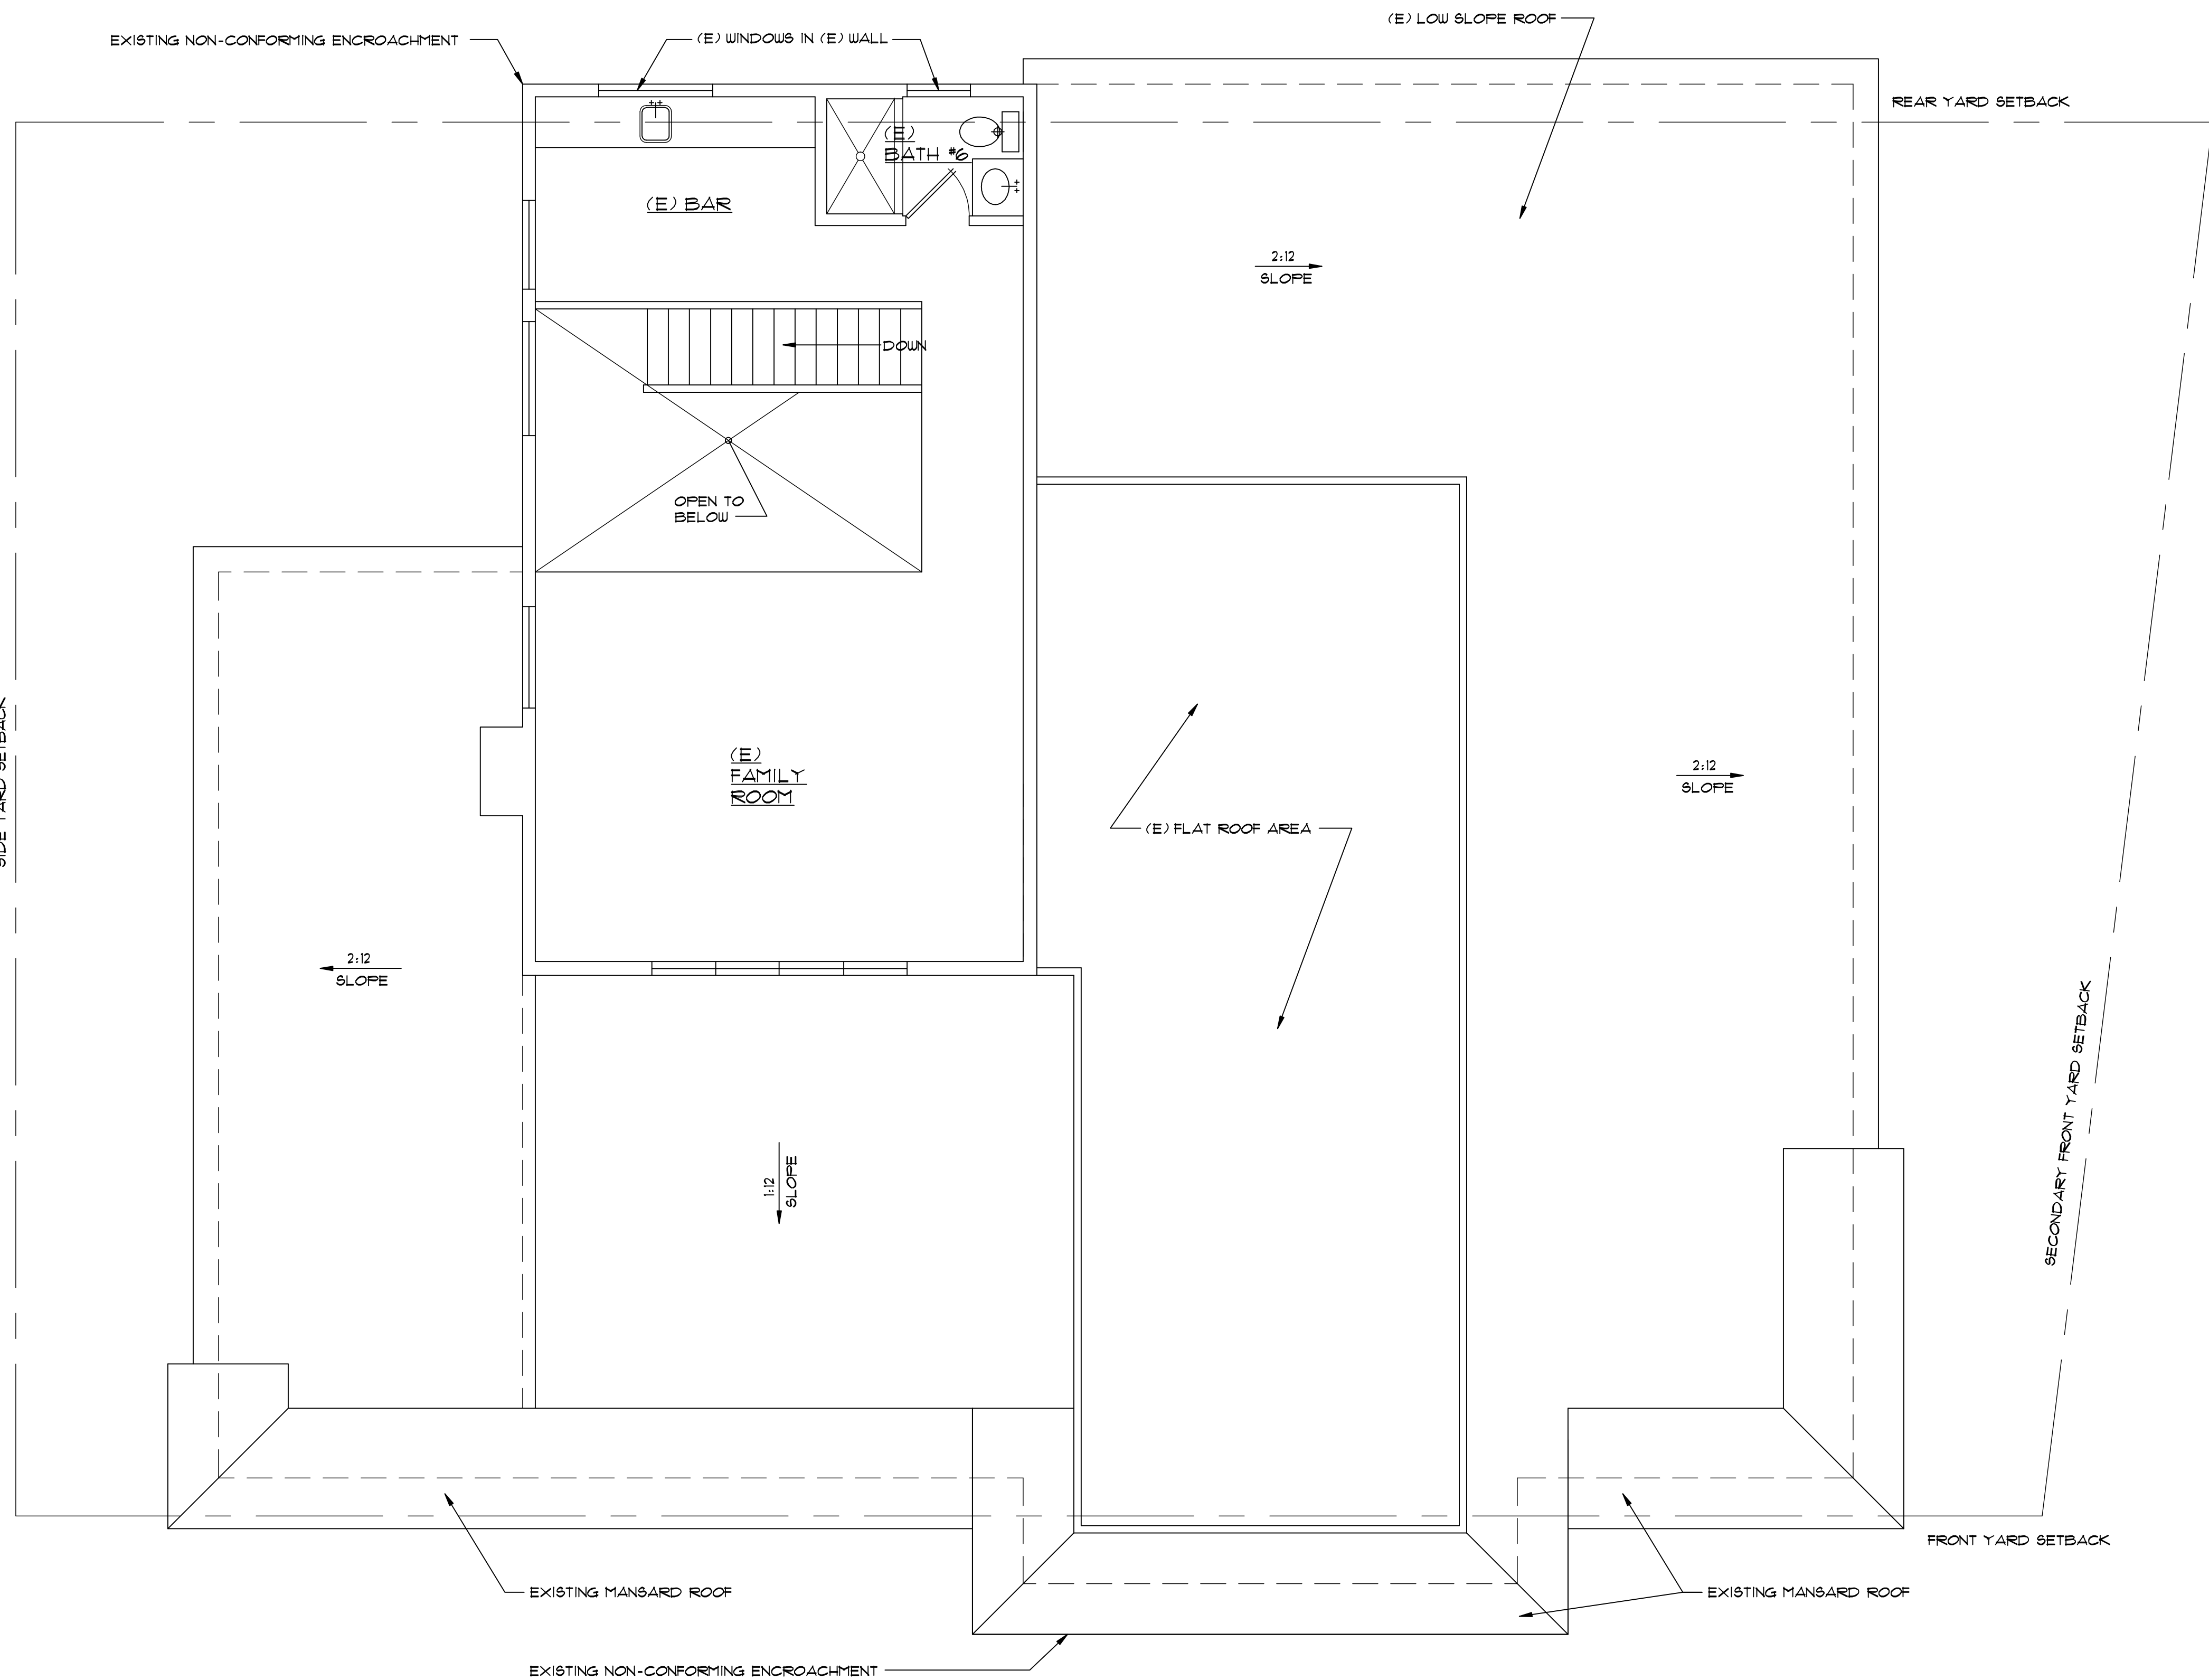 (E) LOW SLOPE ROOF
EXISTING NON-CONFORMING ENCROACHMENT
(E) WINDOWS IN (E) WALL
REAR YARD SETBACK
(E)
BATH #6
(E) BAR
2:12
SLOPE
DOWN
OPEN TO
BELOW
SIDE YARD SETBACK
(E)
FAMILY
ROOM
2:12
SLOPE
(E) FLAT ROOF AREA
2:12
SLOPE
1:12
SLOPE
SECONDARY FRONT YARD SETBACK
FRONT YARD SETBACK
EXISTING MANSARD ROOF
EXISTING MANSARD ROOF
EXISTING NON-CONFORMING ENCROACHMENT